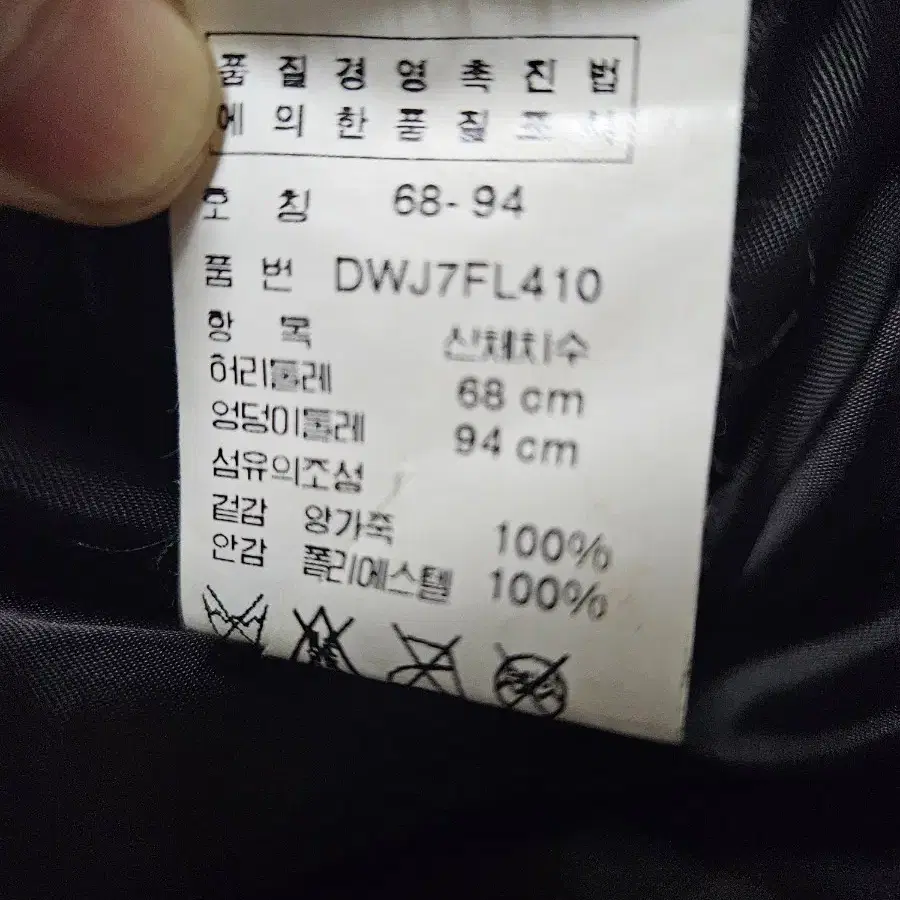 품 질 경 영 촉 진 법
에 의 한 품 질 표 시
호 칭 68-94
품 번 DWJ7FL410
항 목 신체치수
허리둘레 68 cm
엉덩이둘레 94 cm
섬유의조성
겉감 양가죽 100%
안감 폴리에스텔 100%